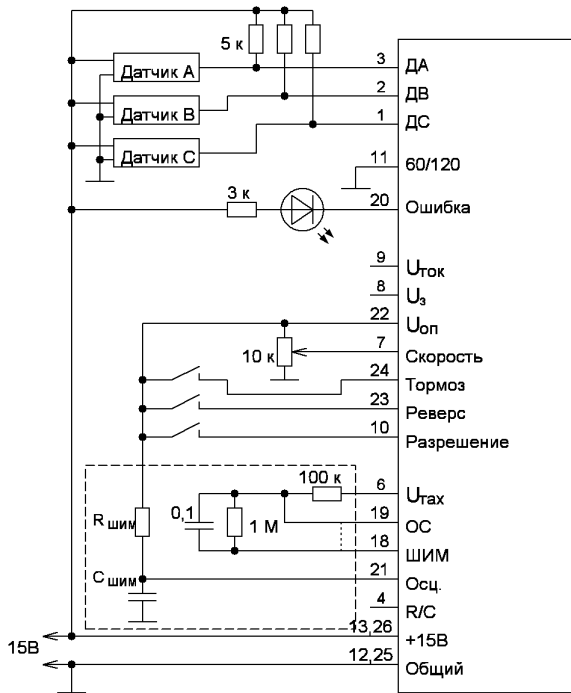 5 к
Датчик A
Датчик B
Датчик C
3 ДА
2 ДВ
1 ДС
11 60/120
3 к
20 Ошибка
9 Uток
8 Uз
22 Uоп
10 к
7 Скорость
24 Тормоз
23 Реверс
10 Разрешение
100 к
6 Uтах
0,1
1 М
19 ОС
R шим
18 ШИМ
C шим
21 Осц.
4 R/C
15В
13,26 +15В
12,25 Общий